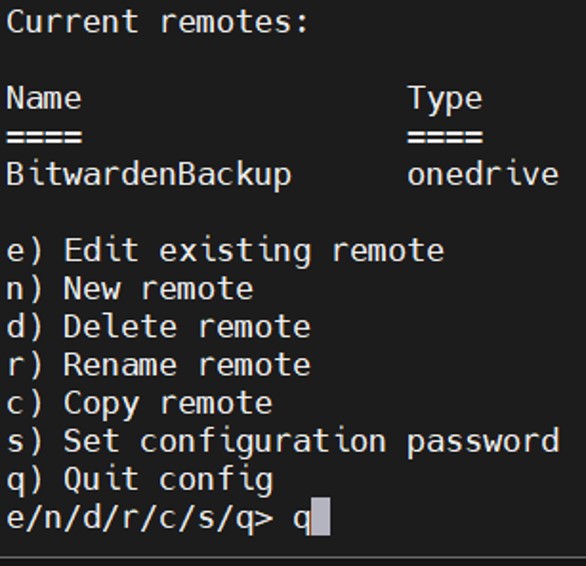 Current remotes:
Name Type
==== ====
BitwardenBackup onedrive
e) Edit existing remote
n) New remote
d) Delete remote
r) Rename remote
c) Copy remote
s) Set configuration password
q) Quit config
e/n/d/r/c/s/q> q